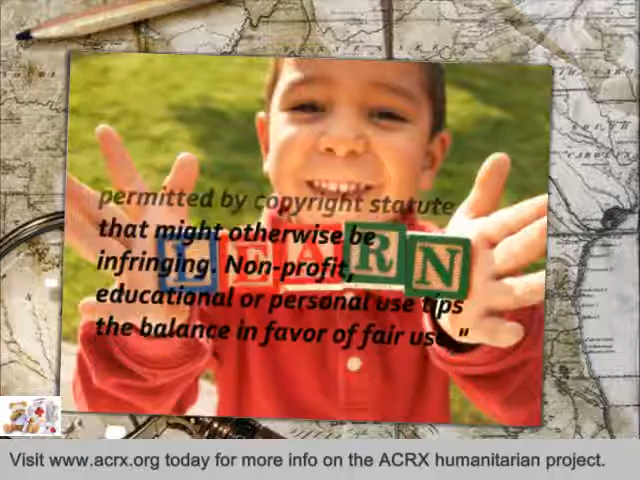 permitted by copyright statute
that might otherwise be
infringing. Non-profit,
educational or personal use tips
the balance in favor of fair use."
LEARN
Visit www.acrx.org today for more info on the ACRX humanitarian project.